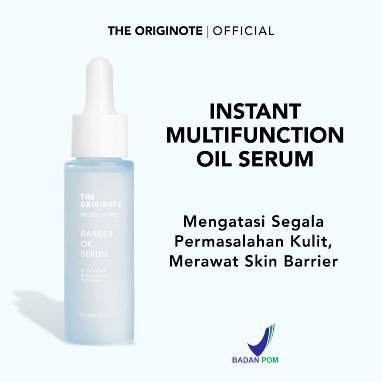 THE ORIGINOTE | OFFICIAL
INSTANT
MULTIFUNCTION
OIL SERUM
THE
ORIGINOTE
BARRIER
OIL
SERUM
Mengatasi Segala
Permasalahan Kulit,
Merawat Skin Barrier
BADAN POM